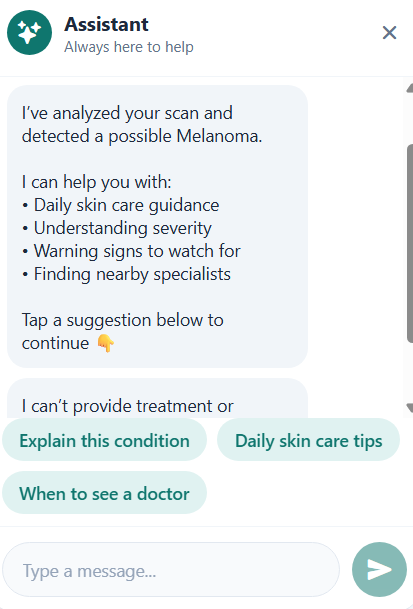 Assistant
Always here to help
I've analyzed your scan and
detected a possible Melanoma.
I can help you with:
• Daily skin care guidance
• Understanding severity
• Warning signs to watch for
• Finding nearby specialists
Tap a suggestion below to
continue 👇
I can't provide treatment or
Explain this condition
Daily skin care tips
When to see a doctor
Type a message...